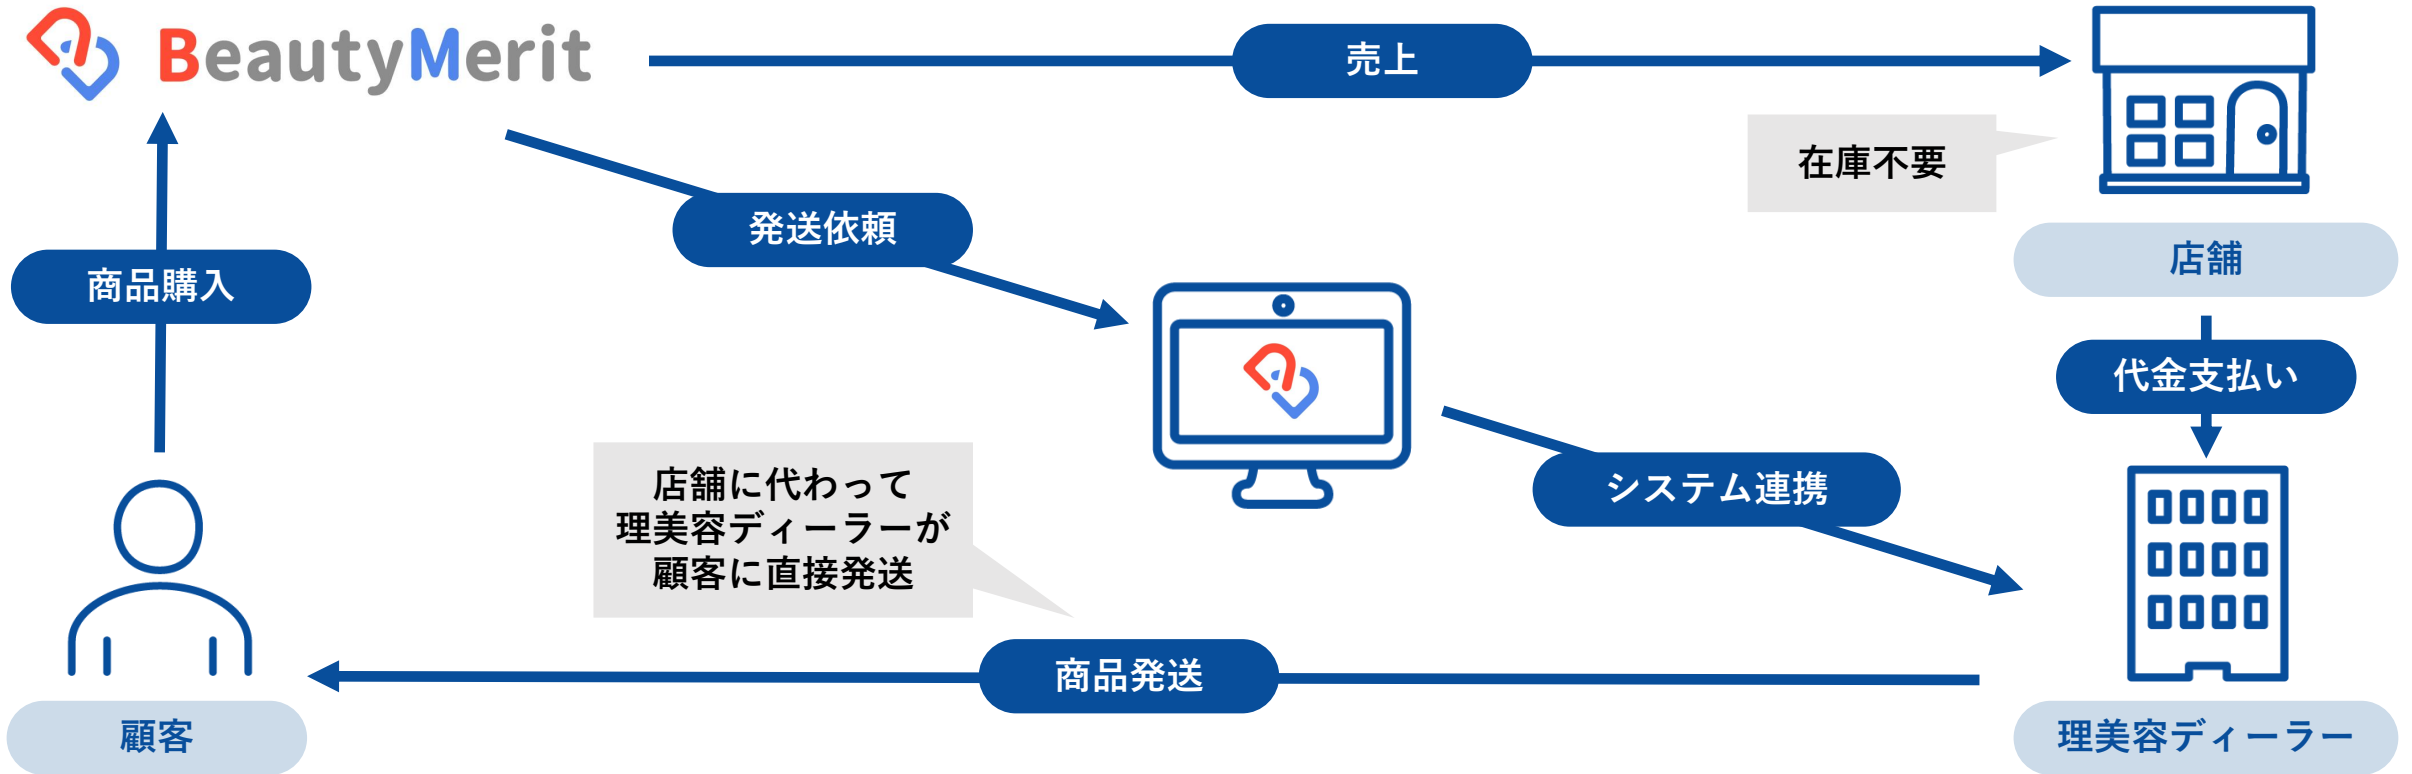 BeautyMerit
売上
在庫不要
発送依頼
店舗
商品購入
代金支払い
店舗に代わって
理美容ディーラーが
顧客に直接発送
システム連携
商品発送
顧客
理美容ディーラー